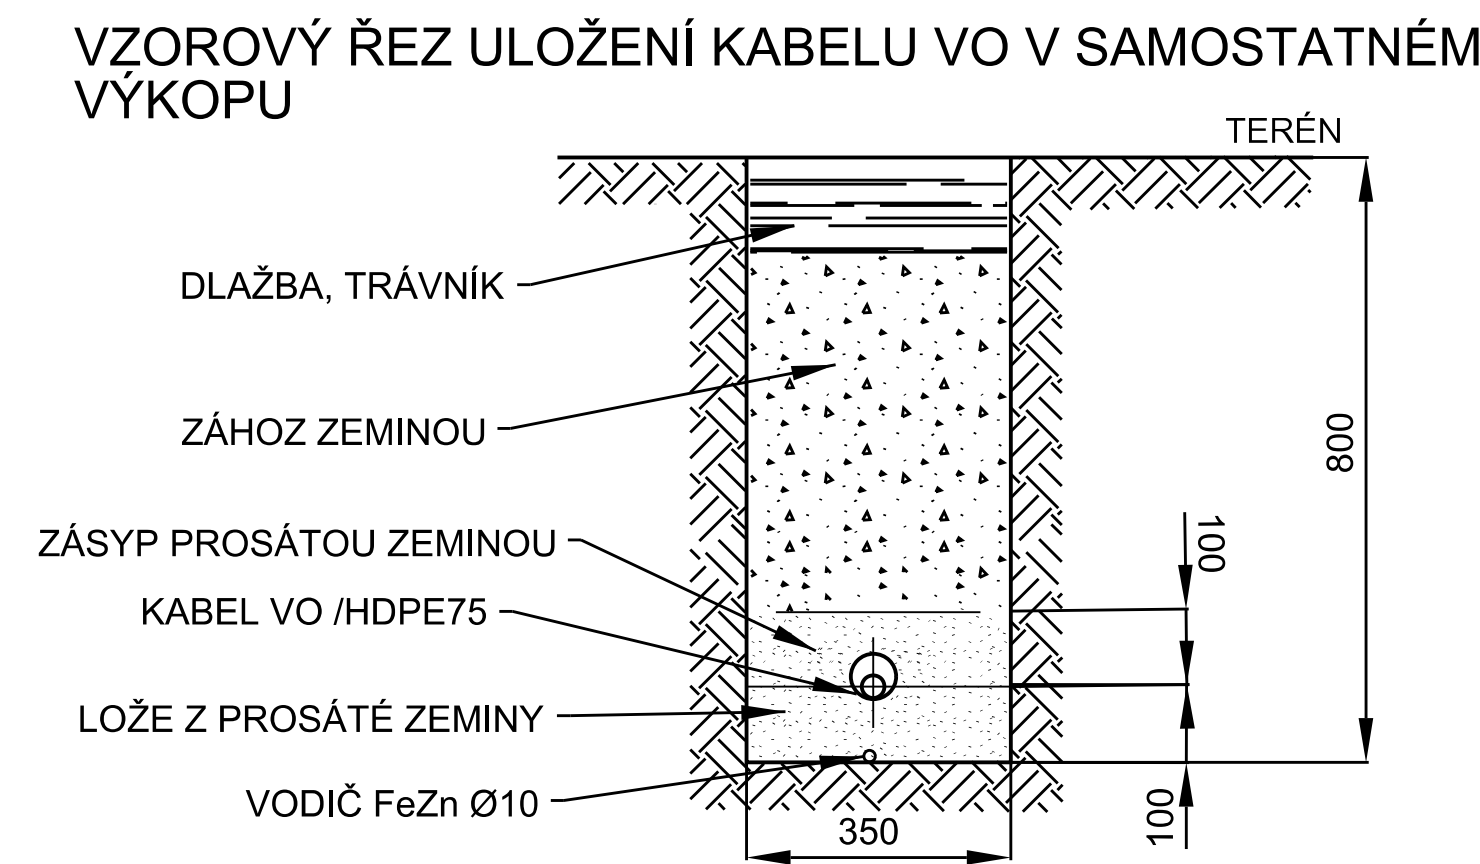 VZOROVÝ ŘEZ ULOŽENÍ KABELU VO V SAMOSTATNÉM
VÝKOPU
TERÉN
DLAŽBA, TRÁVNÍK
ZÁHOZ ZEMINOU
800
ZÁSYP PROSÁTOU ZEMINOU
100
KABEL VO /HDPE75
LOŽE Z PROSÁTÉ ZEMINY
VODIČ FeZn Ø10
350
100